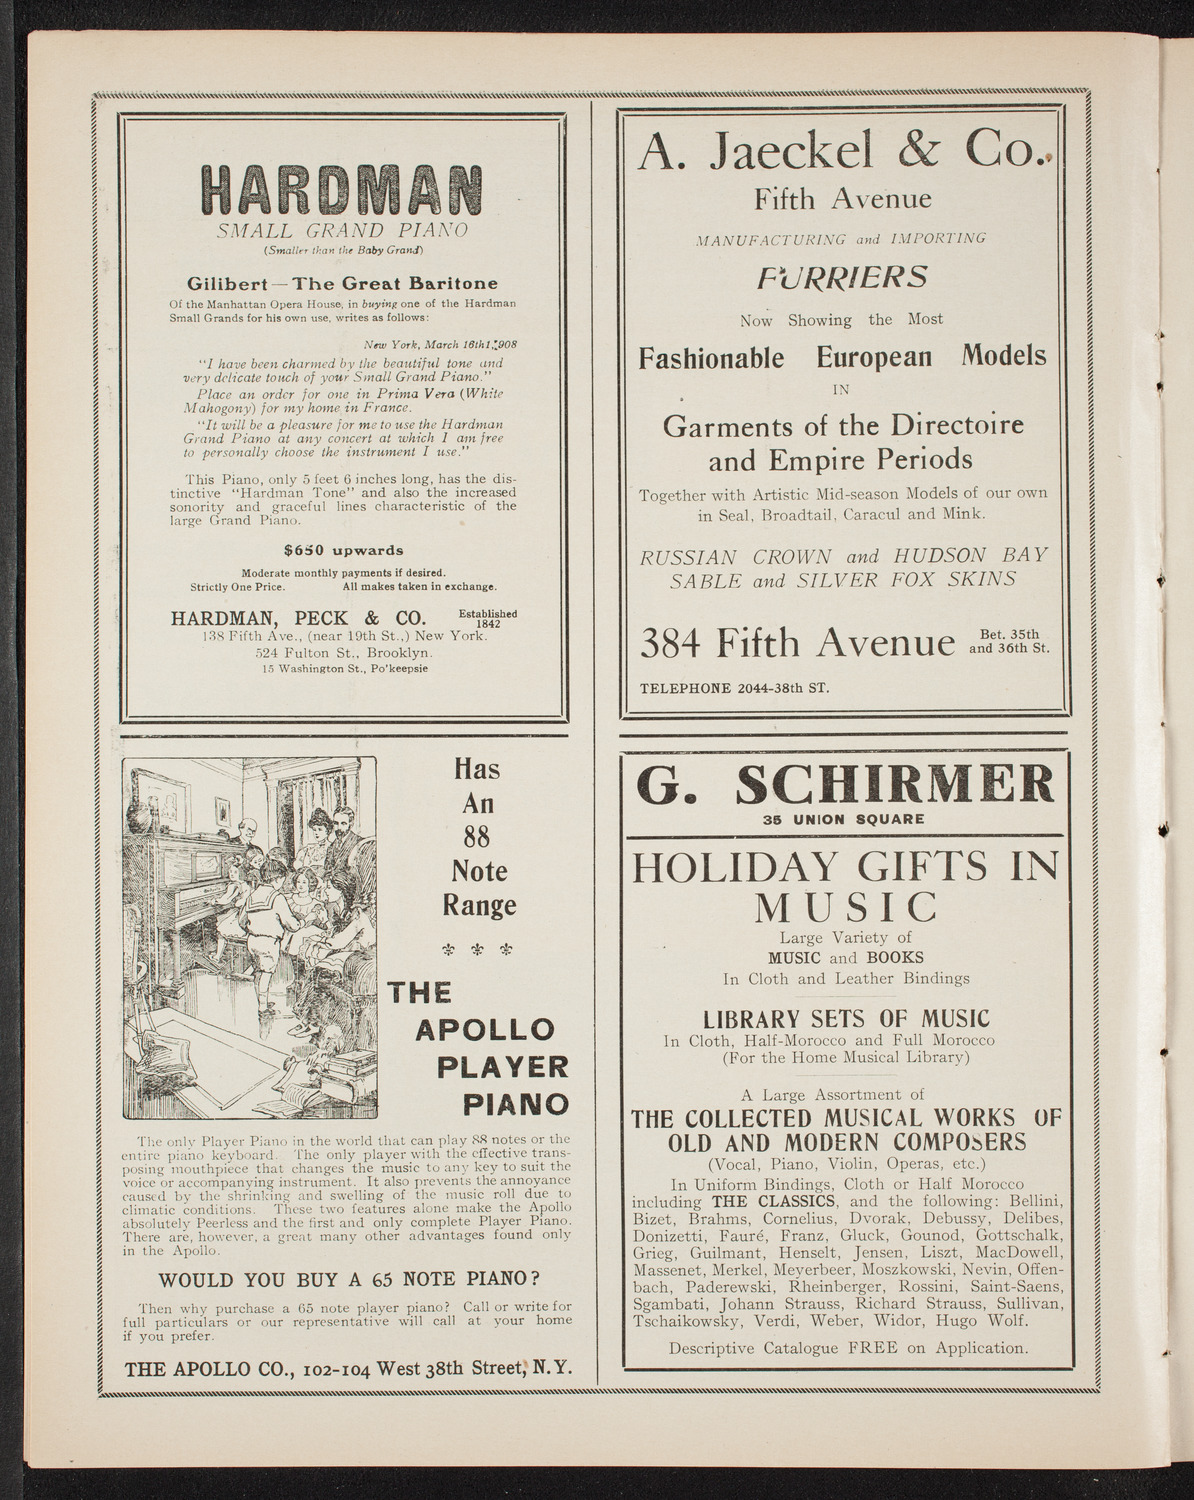 HARDMAN
SMALL GRAND PIANO
(Smaller than the Baby Grand)
Gilibert—The Great Baritone
Of the Manhattan Opera House, in buying one of the Hardman
Small Grands for his own use, writes as follows:
New York, March 16th1,1908
"I have been charmed by the beautiful tone and
very delicate touch of your Small Grand Piano."
Place an order for one in Prima Vera (White
Mahogony) for my home in France.
"It will be a pleasure for me to use the Hardman
Grand Piano at any concert at which I am free
to personally choose the instrument I use."
This Piano, only 5 feet 6 inches long, has the dis-
tinctive "Hardman Tone" and also the increased
sonority and graceful lines characteristic of the
large Grand Piano.
$650 upwards
Moderate monthly payments if desired.
Strictly One Price. All makes taken in exchange.
HARDMAN, PECK & CO. Established
1842
138 Fifth Ave., (near 19th St.,) New York.
524 Fulton St., Brooklyn.
15 Washington St., Po'keepsie
Has
An
88
Note
Range
THE
APOLLO
PLAYER
PIANO
The only Player Piano in the world that can play 88 notes or the
entire piano keyboard. The only player with the effective trans-
posing mouthpiece that changes the music to any key to suit the
voice or accompanying instrument. It also prevents the annoyance
caused by the shrinking and swelling of the music roll due to
climatic conditions. These two features alone make the Apollo
absolutely Peerless and the first and only complete Player Piano.
There are, however, a great many other advantages found only
in the Apollo.
WOULD YOU BUY A 65 NOTE PIANO?
Then why purchase a 65 note player piano? Call or write for
full particulars or our representative will call at your home
if you prefer.
THE APOLLO CO., 102-104 West 38th Street, N. Y.
A. Jaeckel & Co.
Fifth Avenue
MANUFACTURING and IMPORTING
FURRIERS
Now Showing the Most
Fashionable European Models
IN
Garments of the Directoire
and Empire Periods
Together with Artistic Mid-season Models of our own
in Seal, Broadtail, Caracul and Mink.
RUSSIAN CROWN and HUDSON BAY
SABLE and SILVER FOX SKINS
384 Fifth Avenue Bet. 35th
and 36th St.
TELEPHONE 2044-38th ST.
G. SCHIRMER
35 UNION SQUARE
HOLIDAY GIFTS IN
MUSIC
Large Variety of
MUSIC and BOOKS
In Cloth and Leather Bindings
LIBRARY SETS OF MUSIC
In Cloth, Half-Morocco and Full Morocco
(For the Home Musical Library)
A Large Assortment of
THE COLLECTED MUSICAL WORKS OF
OLD AND MODERN COMPOSERS
(Vocal, Piano, Violin, Operas, etc.)
In Uniform Bindings, Cloth or Half Morocco
including THE CLASSICS, and the following: Bellini,
Bizet, Brahms, Cornelius, Dvorak, Debussy, Delibes,
Donizetti, Fauré, Franz, Gluck, Gounod, Gottschalk,
Grieg, Guilmant, Henselt, Jensen, Liszt, MacDowell,
Massenet, Merkel, Meyerbeer, Moszkowski, Nevin, Offen-
bach, Paderewski, Rheinberger, Rossini, Saint-Saens,
Sgambati, Johann Strauss, Richard Strauss, Sullivan,
Tschaikowsky, Verdi, Weber, Widor, Hugo Wolf.
Descriptive Catalogue FREE on Application.